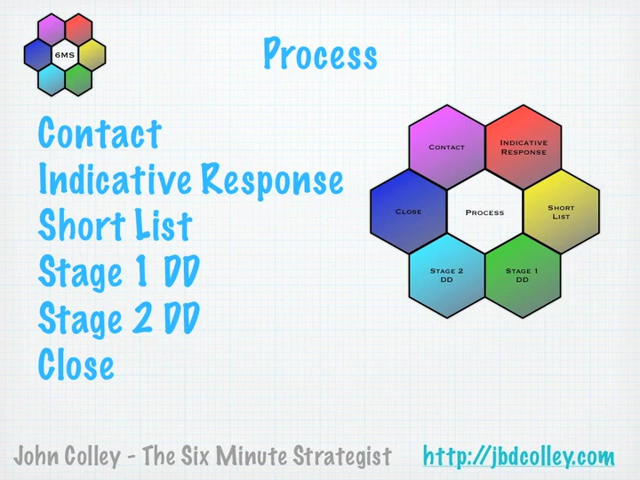 6MS
Process
Contact
Indicative Response
Short List
Stage 1 DD
Stage 2 DD
Close
Contact
Indicative
Response
Close
Process
Short
List
Stage 2
DD
Stage 1
DD
John Colley - The Six Minute Strategist
http://jbdcolley.com